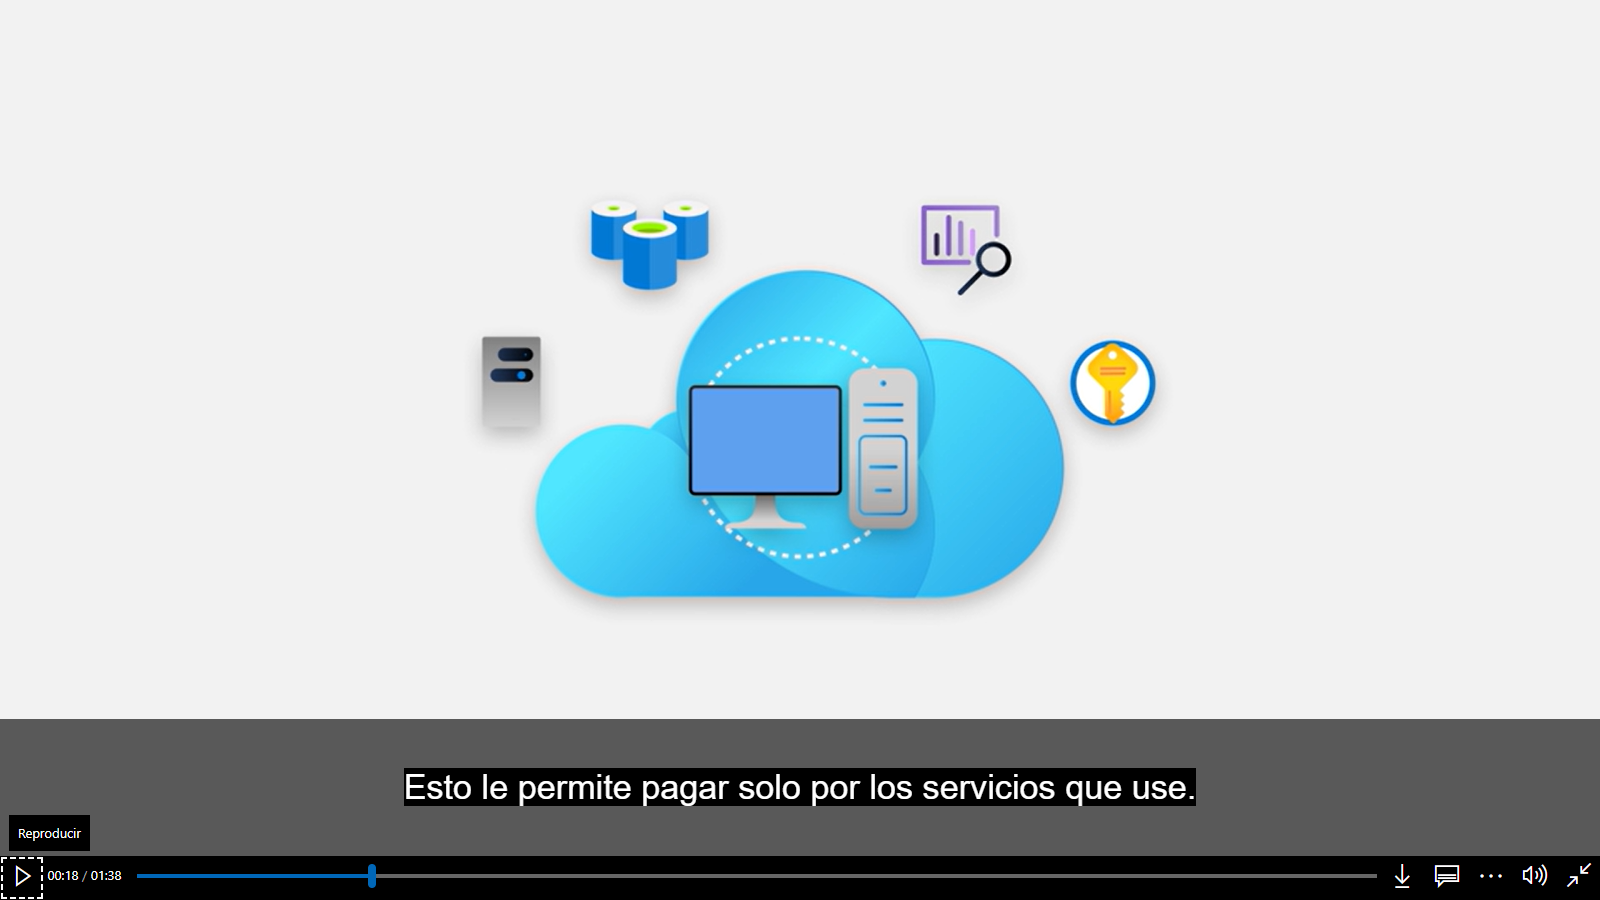 Esto le permite pagar solo por los servicios que use.
Reproducir
00:18 / 01:38